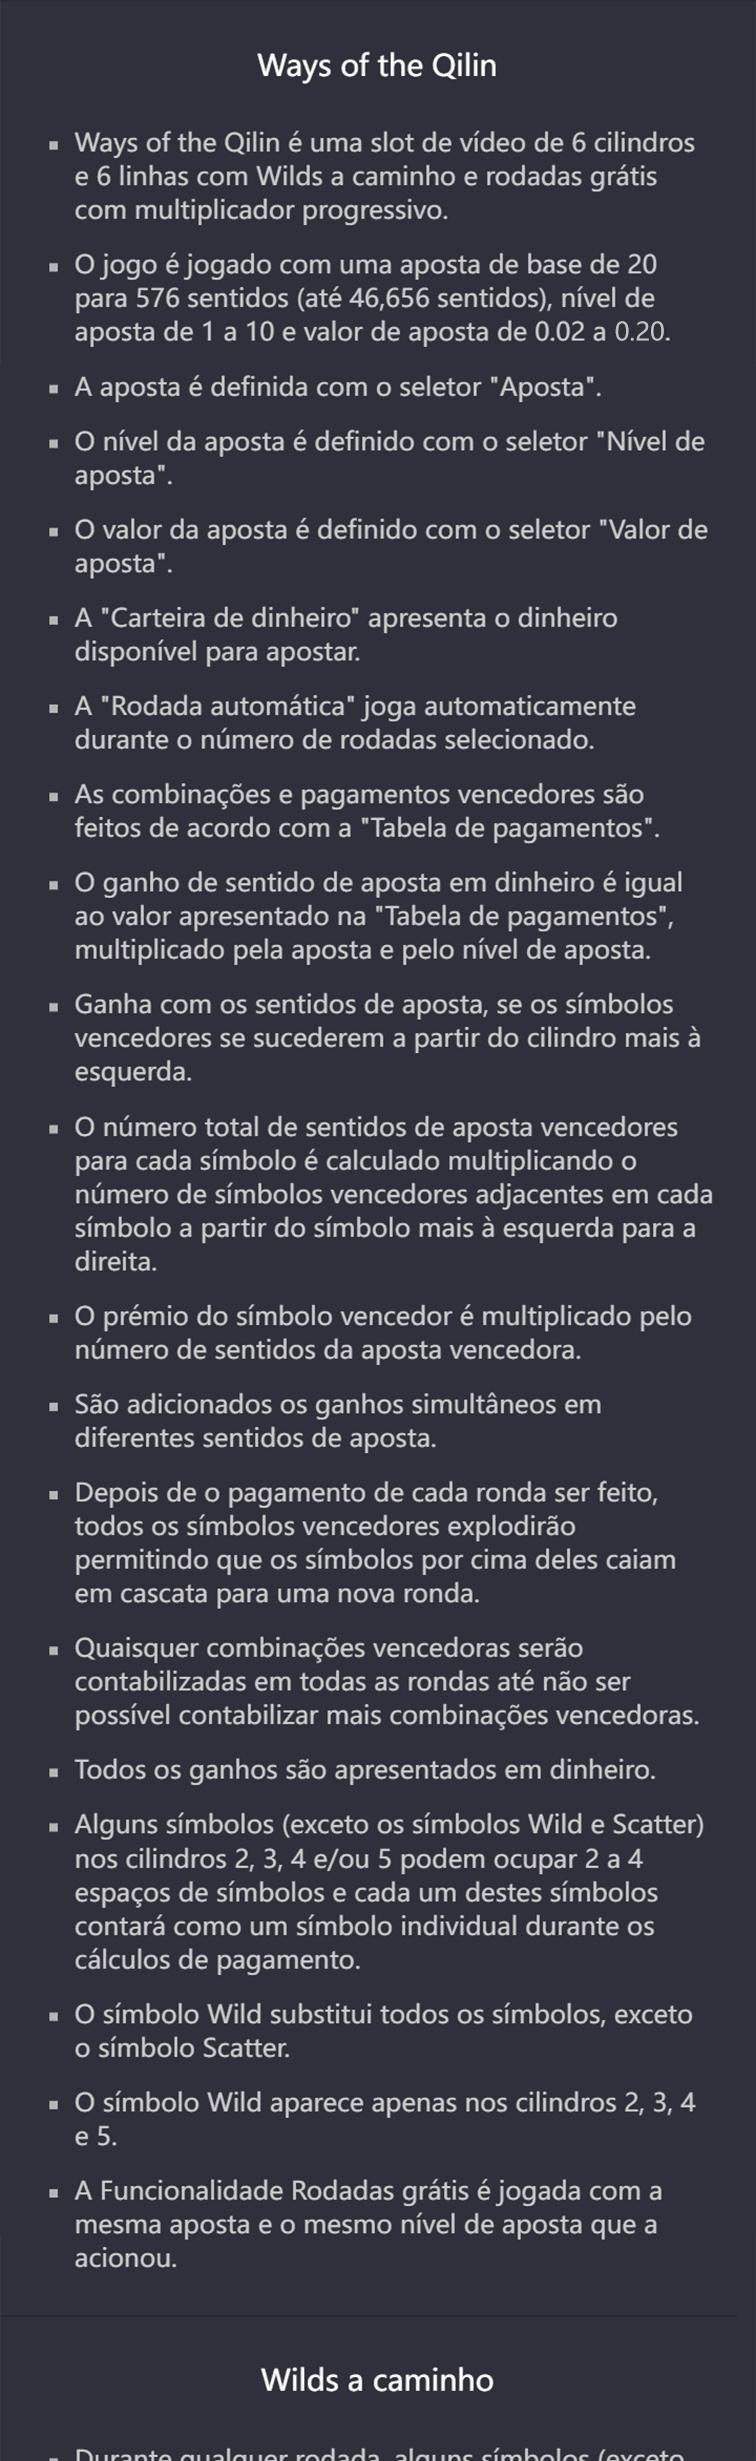 Ways of the Qilin
▪ Ways of the Qilin é uma slot de vídeo de 6 cilindros
e 6 linhas com Wilds a caminho e rodadas grátis
com multiplicador progressivo.
▪ O jogo é jogado com uma aposta de base de 20
para 576 sentidos (até 46,656 sentidos), nível de
aposta de 1 a 10 e valor de aposta de 0.02 a 0.20.
▪ A aposta é definida com o seletor "Aposta".
▪ O nível da aposta é definido com o seletor "Nível de
aposta".
▪ O valor da aposta é definido com o seletor "Valor de
aposta".
▪ A "Carteira de dinheiro" apresenta o dinheiro
disponível para apostar.
▪ A "Rodada automática" joga automaticamente
durante o número de rodadas selecionado.
▪ As combinações e pagamentos vencedores são
feitos de acordo com a "Tabela de pagamentos".
▪ O ganho de sentido de aposta em dinheiro é igual
ao valor apresentado na "Tabela de pagamentos",
multiplicado pela aposta e pelo nível de aposta.
▪ Ganha com os sentidos de aposta, se os símbolos
vencedores se sucederem a partir do cilindro mais à
esquerda.
▪ O número total de sentidos de aposta vencedores
para cada símbolo é calculado multiplicando o
número de símbolos vencedores adjacentes em cada
símbolo a partir do símbolo mais à esquerda para a
direita.
▪ O prémio do símbolo vencedor é multiplicado pelo
número de sentidos da aposta vencedora.
▪ São adicionados os ganhos simultâneos em
diferentes sentidos de aposta.
▪ Depois de o pagamento de cada ronda ser feito,
todos os símbolos vencedores explodirão
permitindo que os símbolos por cima deles caiam
em cascata para uma nova ronda.
▪ Quaisquer combinações vencedoras serão
contabilizadas em todas as rondas até não ser
possível contabilizar mais combinações vencedoras.
▪ Todos os ganhos são apresentados em dinheiro.
▪ Alguns símbolos (exceto os símbolos Wild e Scatter)
nos cilindros 2, 3, 4 e/ou 5 podem ocupar 2 a 4
espaços de símbolos e cada um destes símbolos
contará como um símbolo individual durante os
cálculos de pagamento.
▪ O símbolo Wild substitui todos os símbolos, exceto
o símbolo Scatter.
▪ O símbolo Wild aparece apenas nos cilindros 2, 3, 4
e 5.
▪ A Funcionalidade Rodadas grátis é jogada com a
mesma aposta e o mesmo nível de aposta que a
acionou.
Wilds a caminho
▪ Durante qualquer rodada, alguns símbolos (exceto